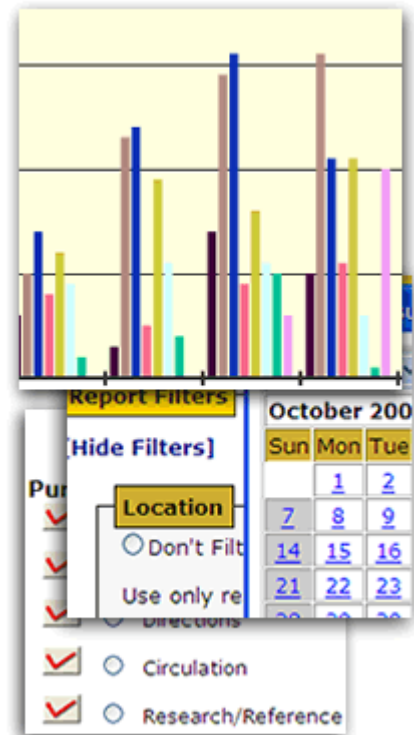 Report Filters
[Hide Filters]
Location
Don't Filt
Use only re
October 200
Sun Mon Tue
1 2
7 8 9
14 15 16
21 22 23
Pur
Directions
Circulation
Research/Reference